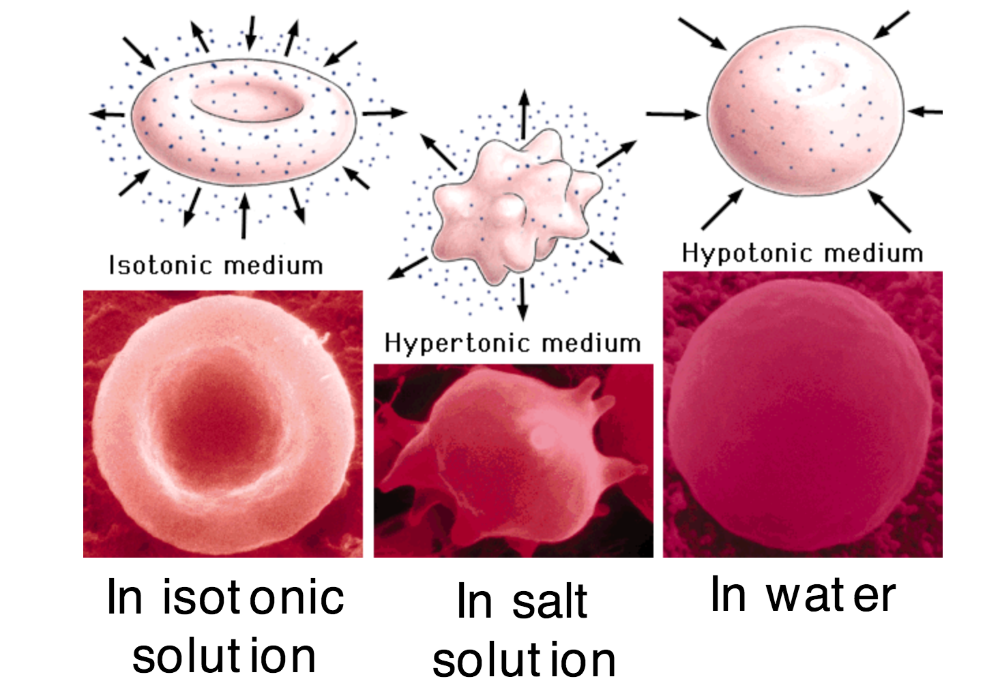 Isotonic medium
Hypertonic medium
Hypotonic medium
In isotonic
solution
In salt
solution
In water